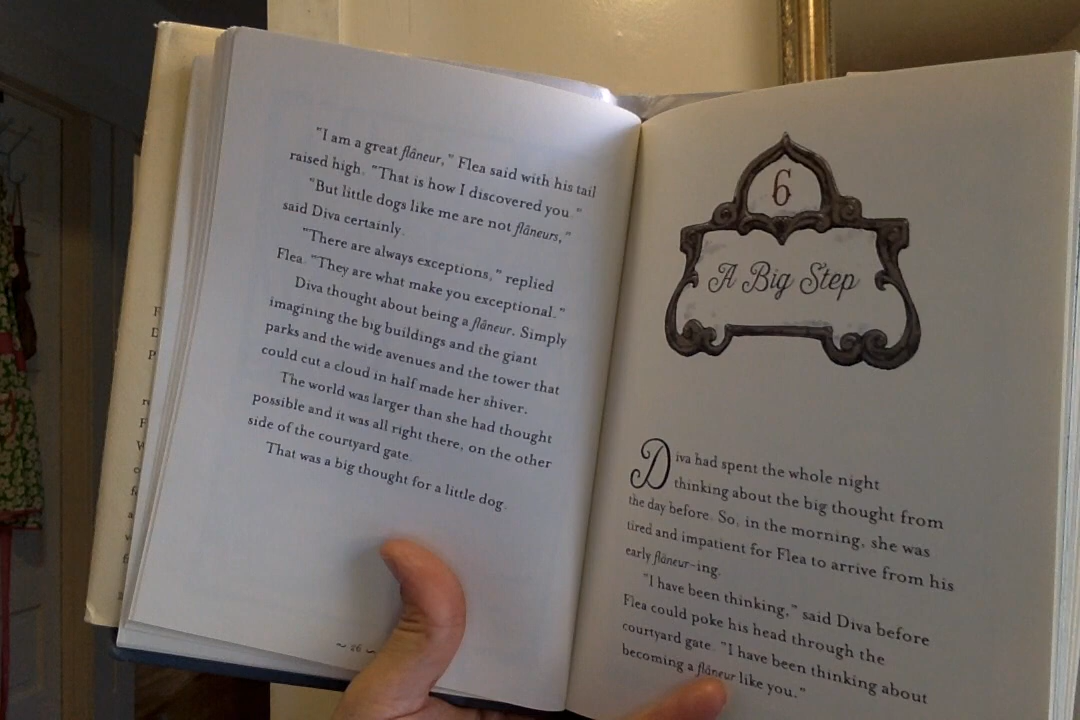 "I am a great flâneur," Flea said with his tail
raised high. "That is how I discovered you."
"But little dogs like me are not flâneurs,"
said Diva certainly.
"There are always exceptions," replied
Flea. "They are what make you exceptional."
Diva thought about being a flâneur. Simply
imagining the big buildings and the giant
parks and the wide avenues and the tower that
could cut a cloud in half made her shiver.
The world was larger than she had thought
possible and it was all right there, on the other
side of the courtyard gate.
That was a big thought for a little dog.
~ 26 ~
6
A Big Step
Diva had spent the whole night
thinking about the big thought from
the day before. So, in the morning, she was
tired and impatient for Flea to arrive from his
early flâneur-ing.
"I have been thinking," said Diva before
Flea could poke his head through the
courtyard gate. "I have been thinking about
becoming a flâneur like you."